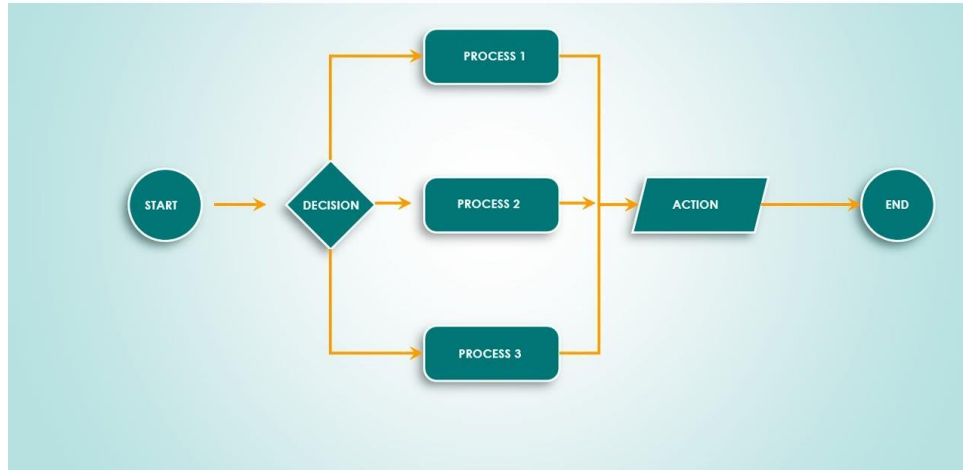 START
DECISION
PROCESS 1
PROCESS 2
PROCESS 3
ACTION
END